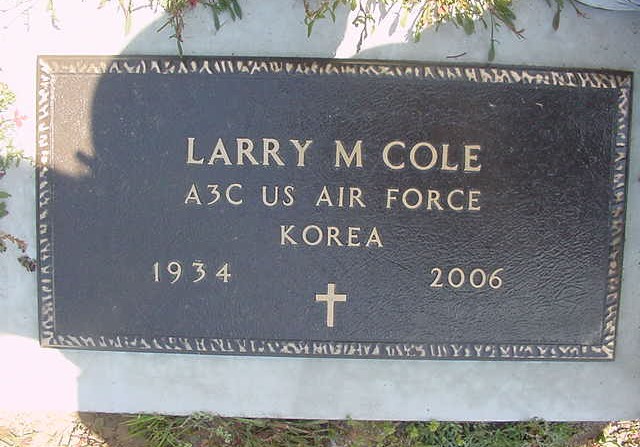 LARRY M COLE
A3C US AIR FORCE
KOREA
1934 2006